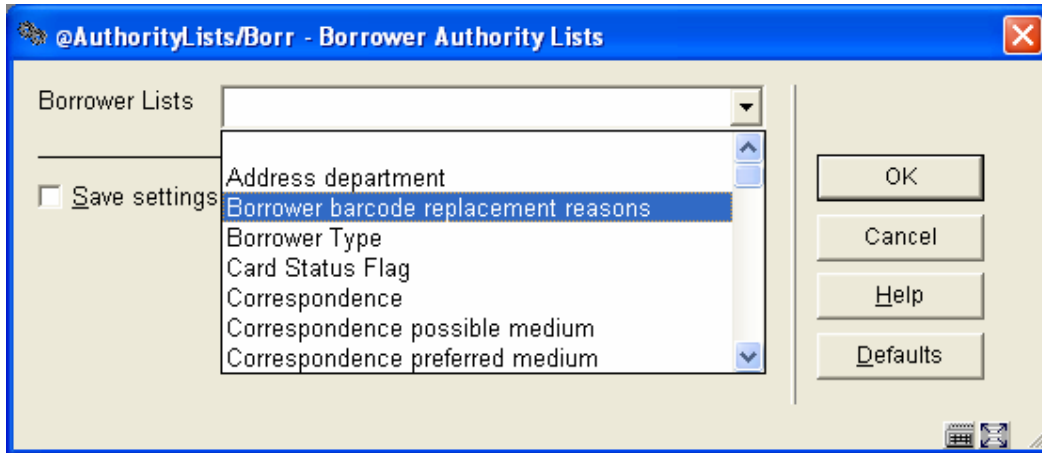 @AuthorityLists/Borr - Borrower Authority Lists
Borrower Lists
Address department
Borrower barcode replacement reasons
Borrower Type
Card Status Flag
Correspondence
Correspondence possible medium
Correspondence preferred medium
Save settings
OK
Cancel
Help
Defaults